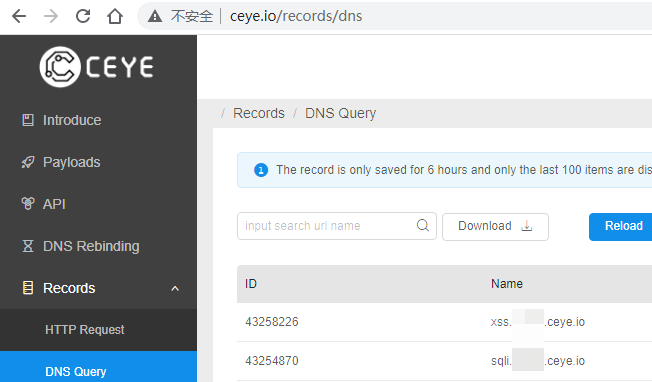 不安全 ceye.io/records/dns
CEYE
Introduce
Payloads
API
DNS Rebinding
Records
HTTP Request
DNS Query
/ Records / DNS Query
The record is only saved for 6 hours and only the last 100 items are dis
input search url name
Download
Reload
ID Name
43258226 xss. .ceye.io
43254870 sqli. .ceye.io